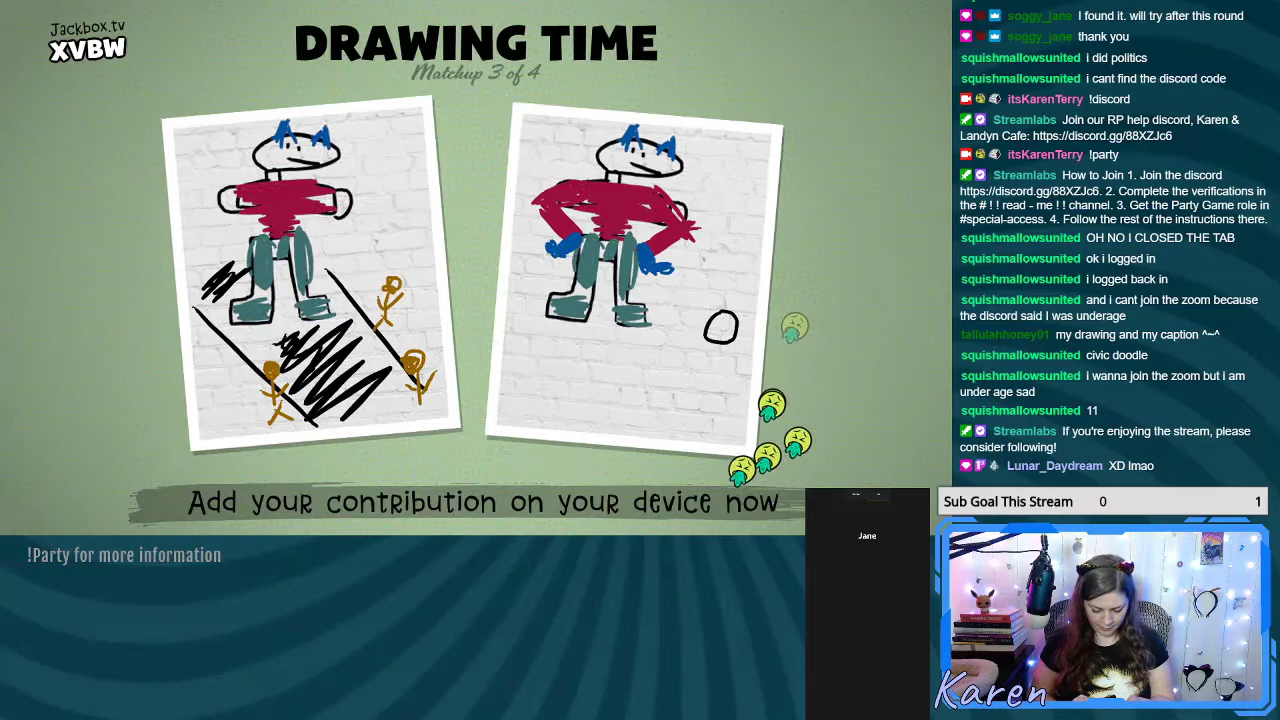 Jackbox.tv
XVBW
DRAWING TIME
Matchup 3 of 4
Add your contribution on your device now
!Party for more information
Jane
soggy_jane I found it. will try after this round
soggy_jane thank you
squishmallowsunited i did politics
squishmallowsunited i cant find the discord code
itsKarenTerry !discord
Streamlabs Join our RP help discord, Karen &
Landyn Cafe: https://discord.gg/88XZJc6
itsKarenTerry !party
Streamlabs How to Join 1. Join the discord
https://discord.gg/88XZJc6. 2. Complete the verifications in
the # ! ! read - me ! ! channel. 3. Get the Party Game role in
#special-access. 4. Follow the rest of the instructions there.
squishmallowsunited OH NO I CLOSED THE TAB
squishmallowsunited ok i logged in
squishmallowsunited i logged back in
squishmallowsunited and i cant join the zoom because
the discord said I was underage
tallulahhoney01 my drawing and my caption ^~^
squishmallowsunited civic doodle
squishmallowsunited i wanna join the zoom but i am
under age sad
squishmallowsunited 11
Streamlabs If you're enjoying the stream, please
consider following!
Lunar_Daydream XD lmao
Sub Goal This Stream 0 1
Karen